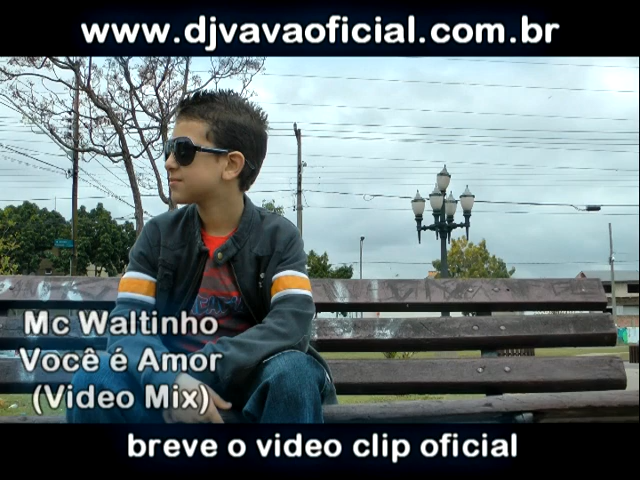 www.djvavaoficial.com.br
Mc Waltinho
Você é Amor
(Video Mix)
breve o video clip oficial